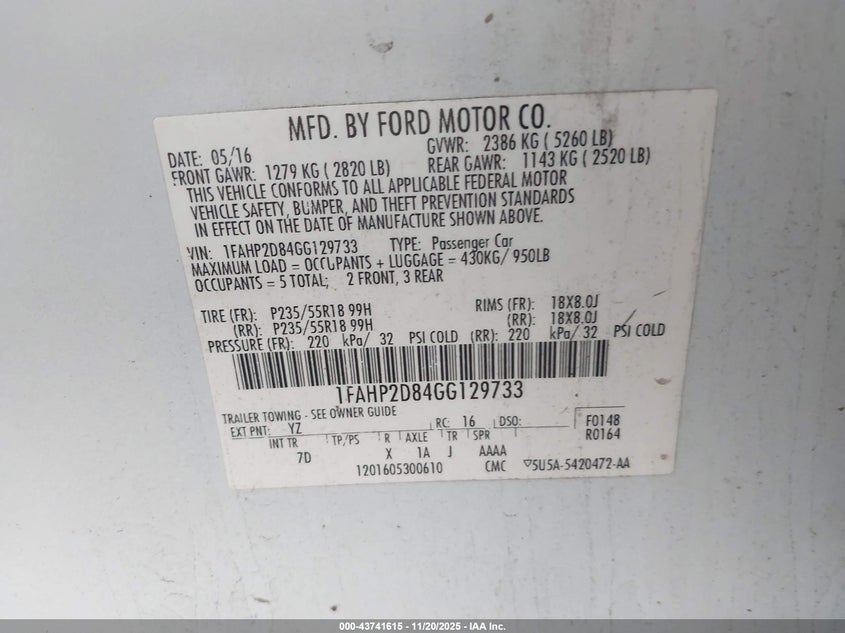 MFD. BY FORD MOTOR CO.
DATE: 05/16 GVWR: 2386 KG ( 5260 LB)
FRONT GAWR: 1279 KG ( 2820 LB) REAR GAWR: 1143 KG ( 2520 LB)
THIS VEHICLE CONFORMS TO ALL APPLICABLE FEDERAL MOTOR
VEHICLE SAFETY, BUMPER, AND THEFT PREVENTION STANDARDS
IN EFFECT ON THE DATE OF MANUFACTURE SHOWN ABOVE.
VIN: 1FAHP2D84GG129733 TYPE: Passenger Car
MAXIMUM LOAD = OCCUPANTS + LUGGAGE = 430KG/ 950LB
OCCUPANTS = 5 TOTAL; 2 FRONT, 3 REAR
TIRE (FR): P235/55R18 99H RIMS (FR): 18X8.0J
(RR): P235/55R18 99H (RR): 18X8.0J
PRESSURE (FR): 220 kPa/ 32 PSI COLD (RR): 220 kPa/ 32 PSI COLD
1FAHP2D84GG129733
TRAILER TOWING - SEE OWNER GUIDE
EXT PNT: YZ RC: 16 DSO: F0148
INT TR TP/PS R AXLE TR SPR R0164
7D X 1A J AAAA
1201605300610 CMC ▽5U5A-5420472-AA
000-43741615 - 11/20/2025 - IAA Inc.